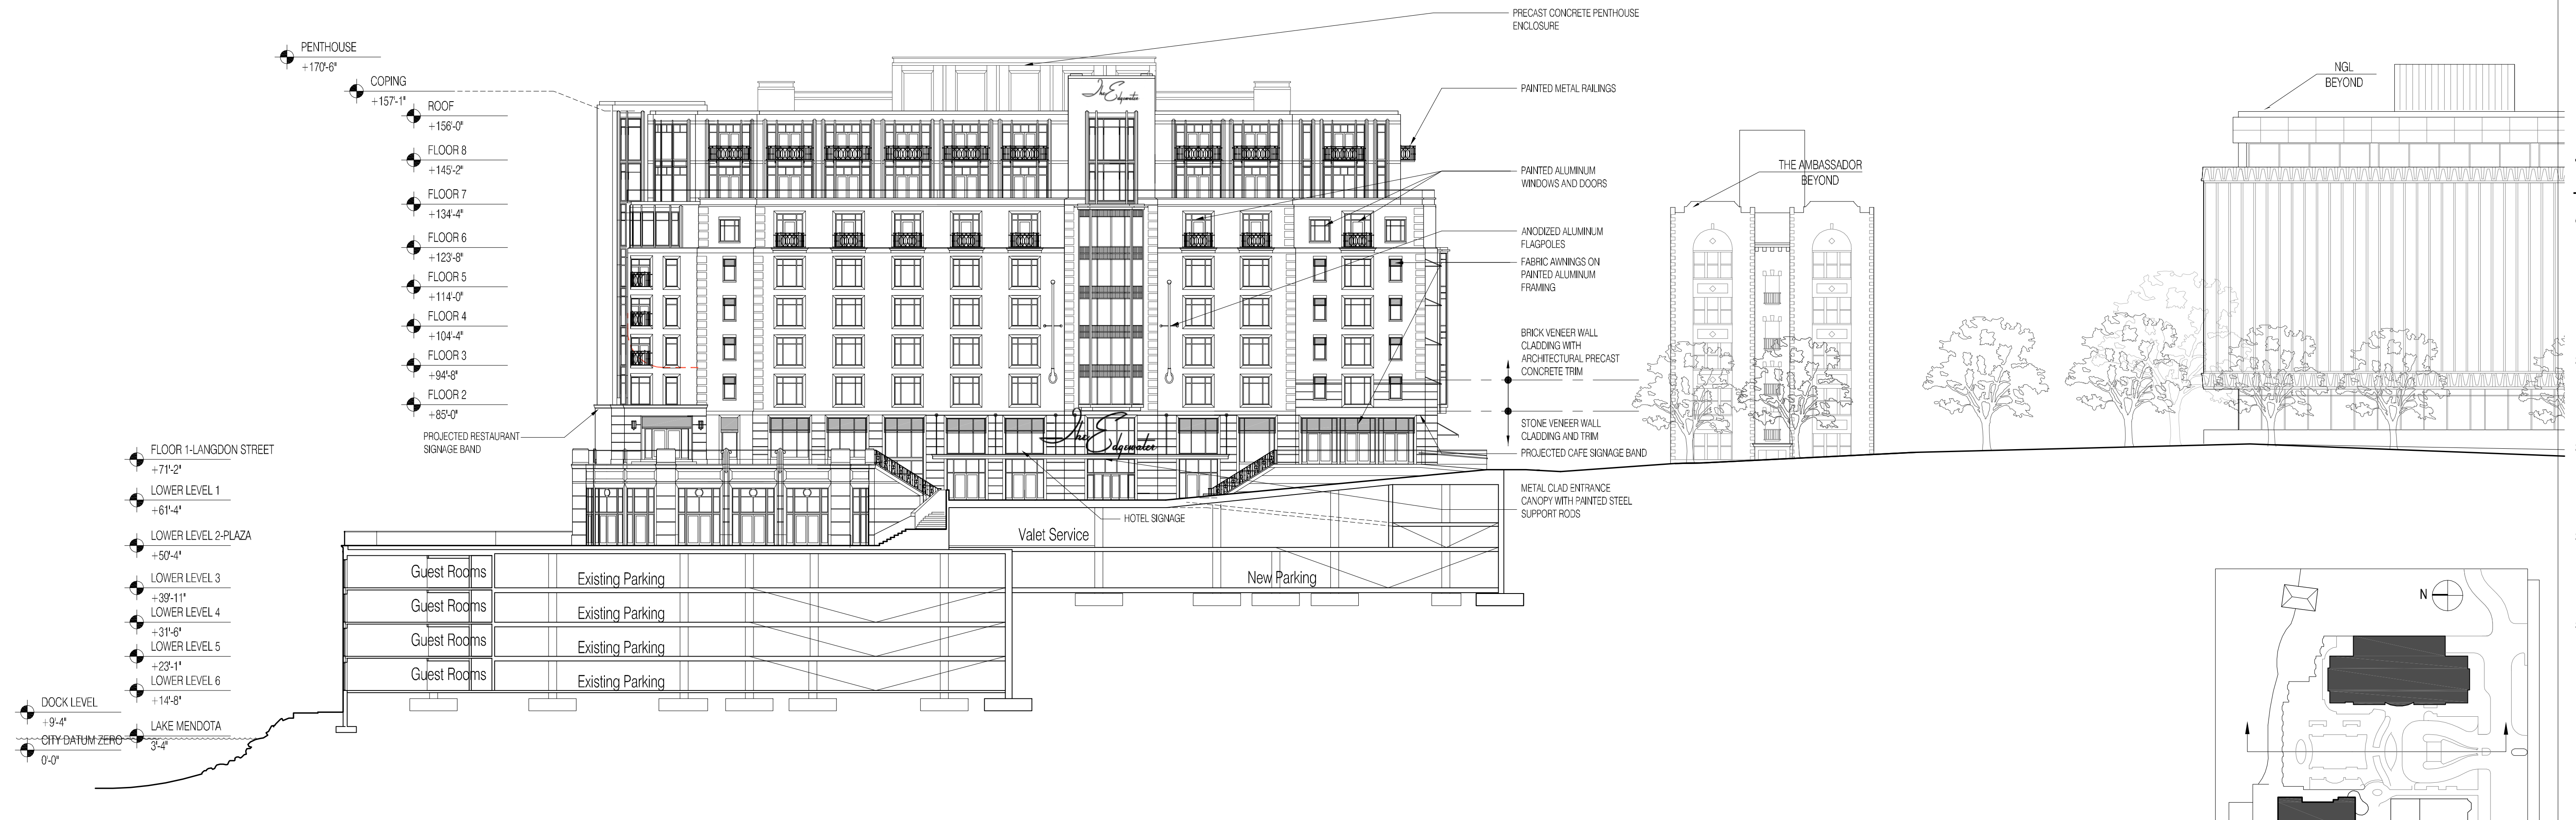 PENTHOUSE
+170'-6"
COPING
+157'-1"
ROOF
+156'-0"
FLOOR 8
+145'-2"
FLOOR 7
+134'-4"
FLOOR 6
+123'-8"
FLOOR 5
+114'-0"
FLOOR 4
+104'-4"
FLOOR 3
+94'-8"
FLOOR 2
+85'-0"
FLOOR 1-LANGDON STREET
+71'-2"
LOWER LEVEL 1
+61'-4"
LOWER LEVEL 2-PLAZA
+50'-4"
LOWER LEVEL 3
+39'-11"
LOWER LEVEL 4
+31'-6"
LOWER LEVEL 5
+23'-1"
LOWER LEVEL 6
+14'-8"
DOCK LEVEL
+9'-4"
LAKE MENDOTA
3'-4"
CITY DATUM ZERO
0'-0"
PROJECTED RESTAURANT
SIGNAGE BAND
The Edgewater
The Edgewater
HOTEL SIGNAGE
Valet Service
New Parking
Guest Rooms
Existing Parking
Guest Rooms
Existing Parking
Guest Rooms
Existing Parking
Guest Rooms
Existing Parking
PRECAST CONCRETE PENTHOUSE
ENCLOSURE
PAINTED METAL RAILINGS
PAINTED ALUMINUM
WINDOWS AND DOORS
ANODIZED ALUMINUM
FLAGPOLES
FABRIC AWNINGS ON
PAINTED ALUMINUM
FRAMING
BRICK VENEER WALL
CLADDING WITH
ARCHITECTURAL PRECAST
CONCRETE TRIM
STONE VENEER WALL
CLADDING AND TRIM
PROJECTED CAFE SIGNAGE BAND
METAL CLAD ENTRANCE
CANOPY WITH PAINTED STEEL
SUPPORT RODS
THE AMBASSADOR
BEYOND
NGL
BEYOND
N